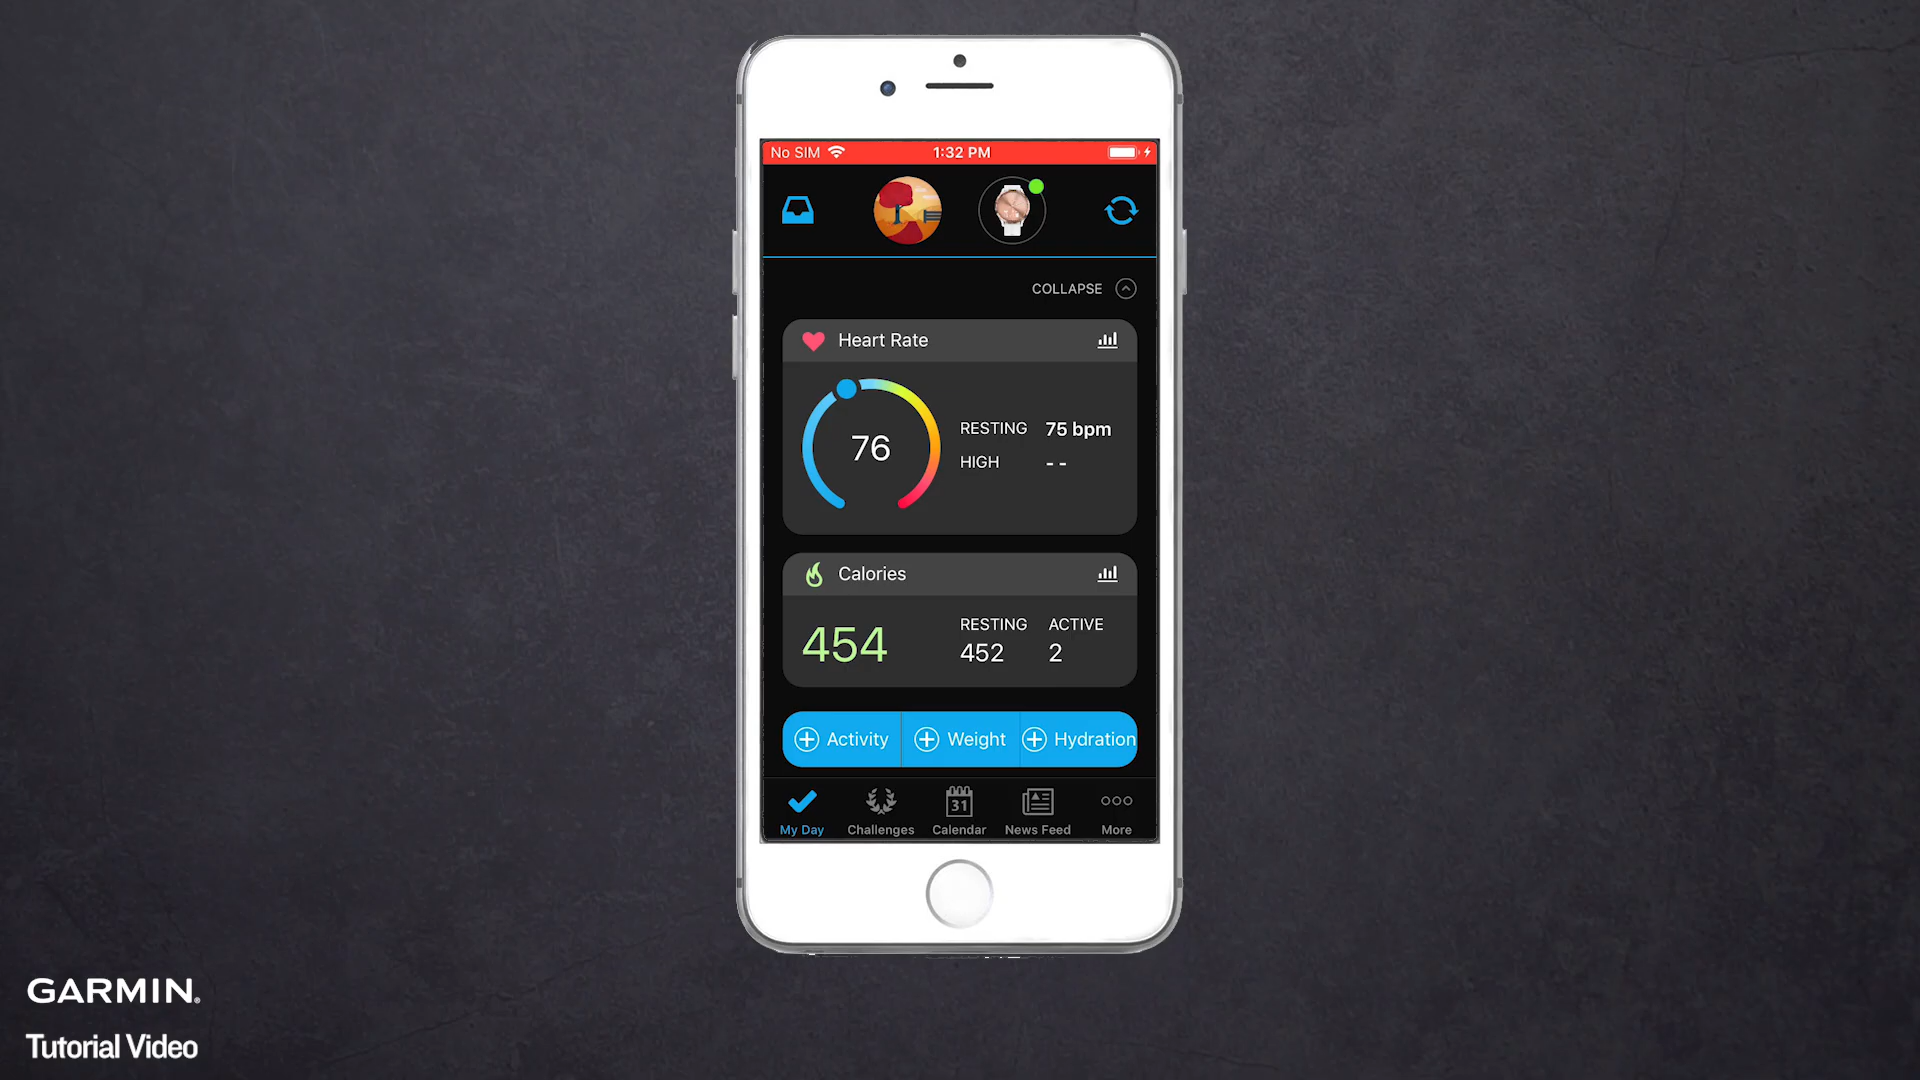 No SIM 1:32 PM
COLLAPSE
Heart Rate
76
RESTING 75 bpm
HIGH - -
Calories
454
RESTING ACTIVE
452 2
Activity Weight Hydration
31
My Day Challenges Calendar News Feed More
GARMIN®
Tutorial Video